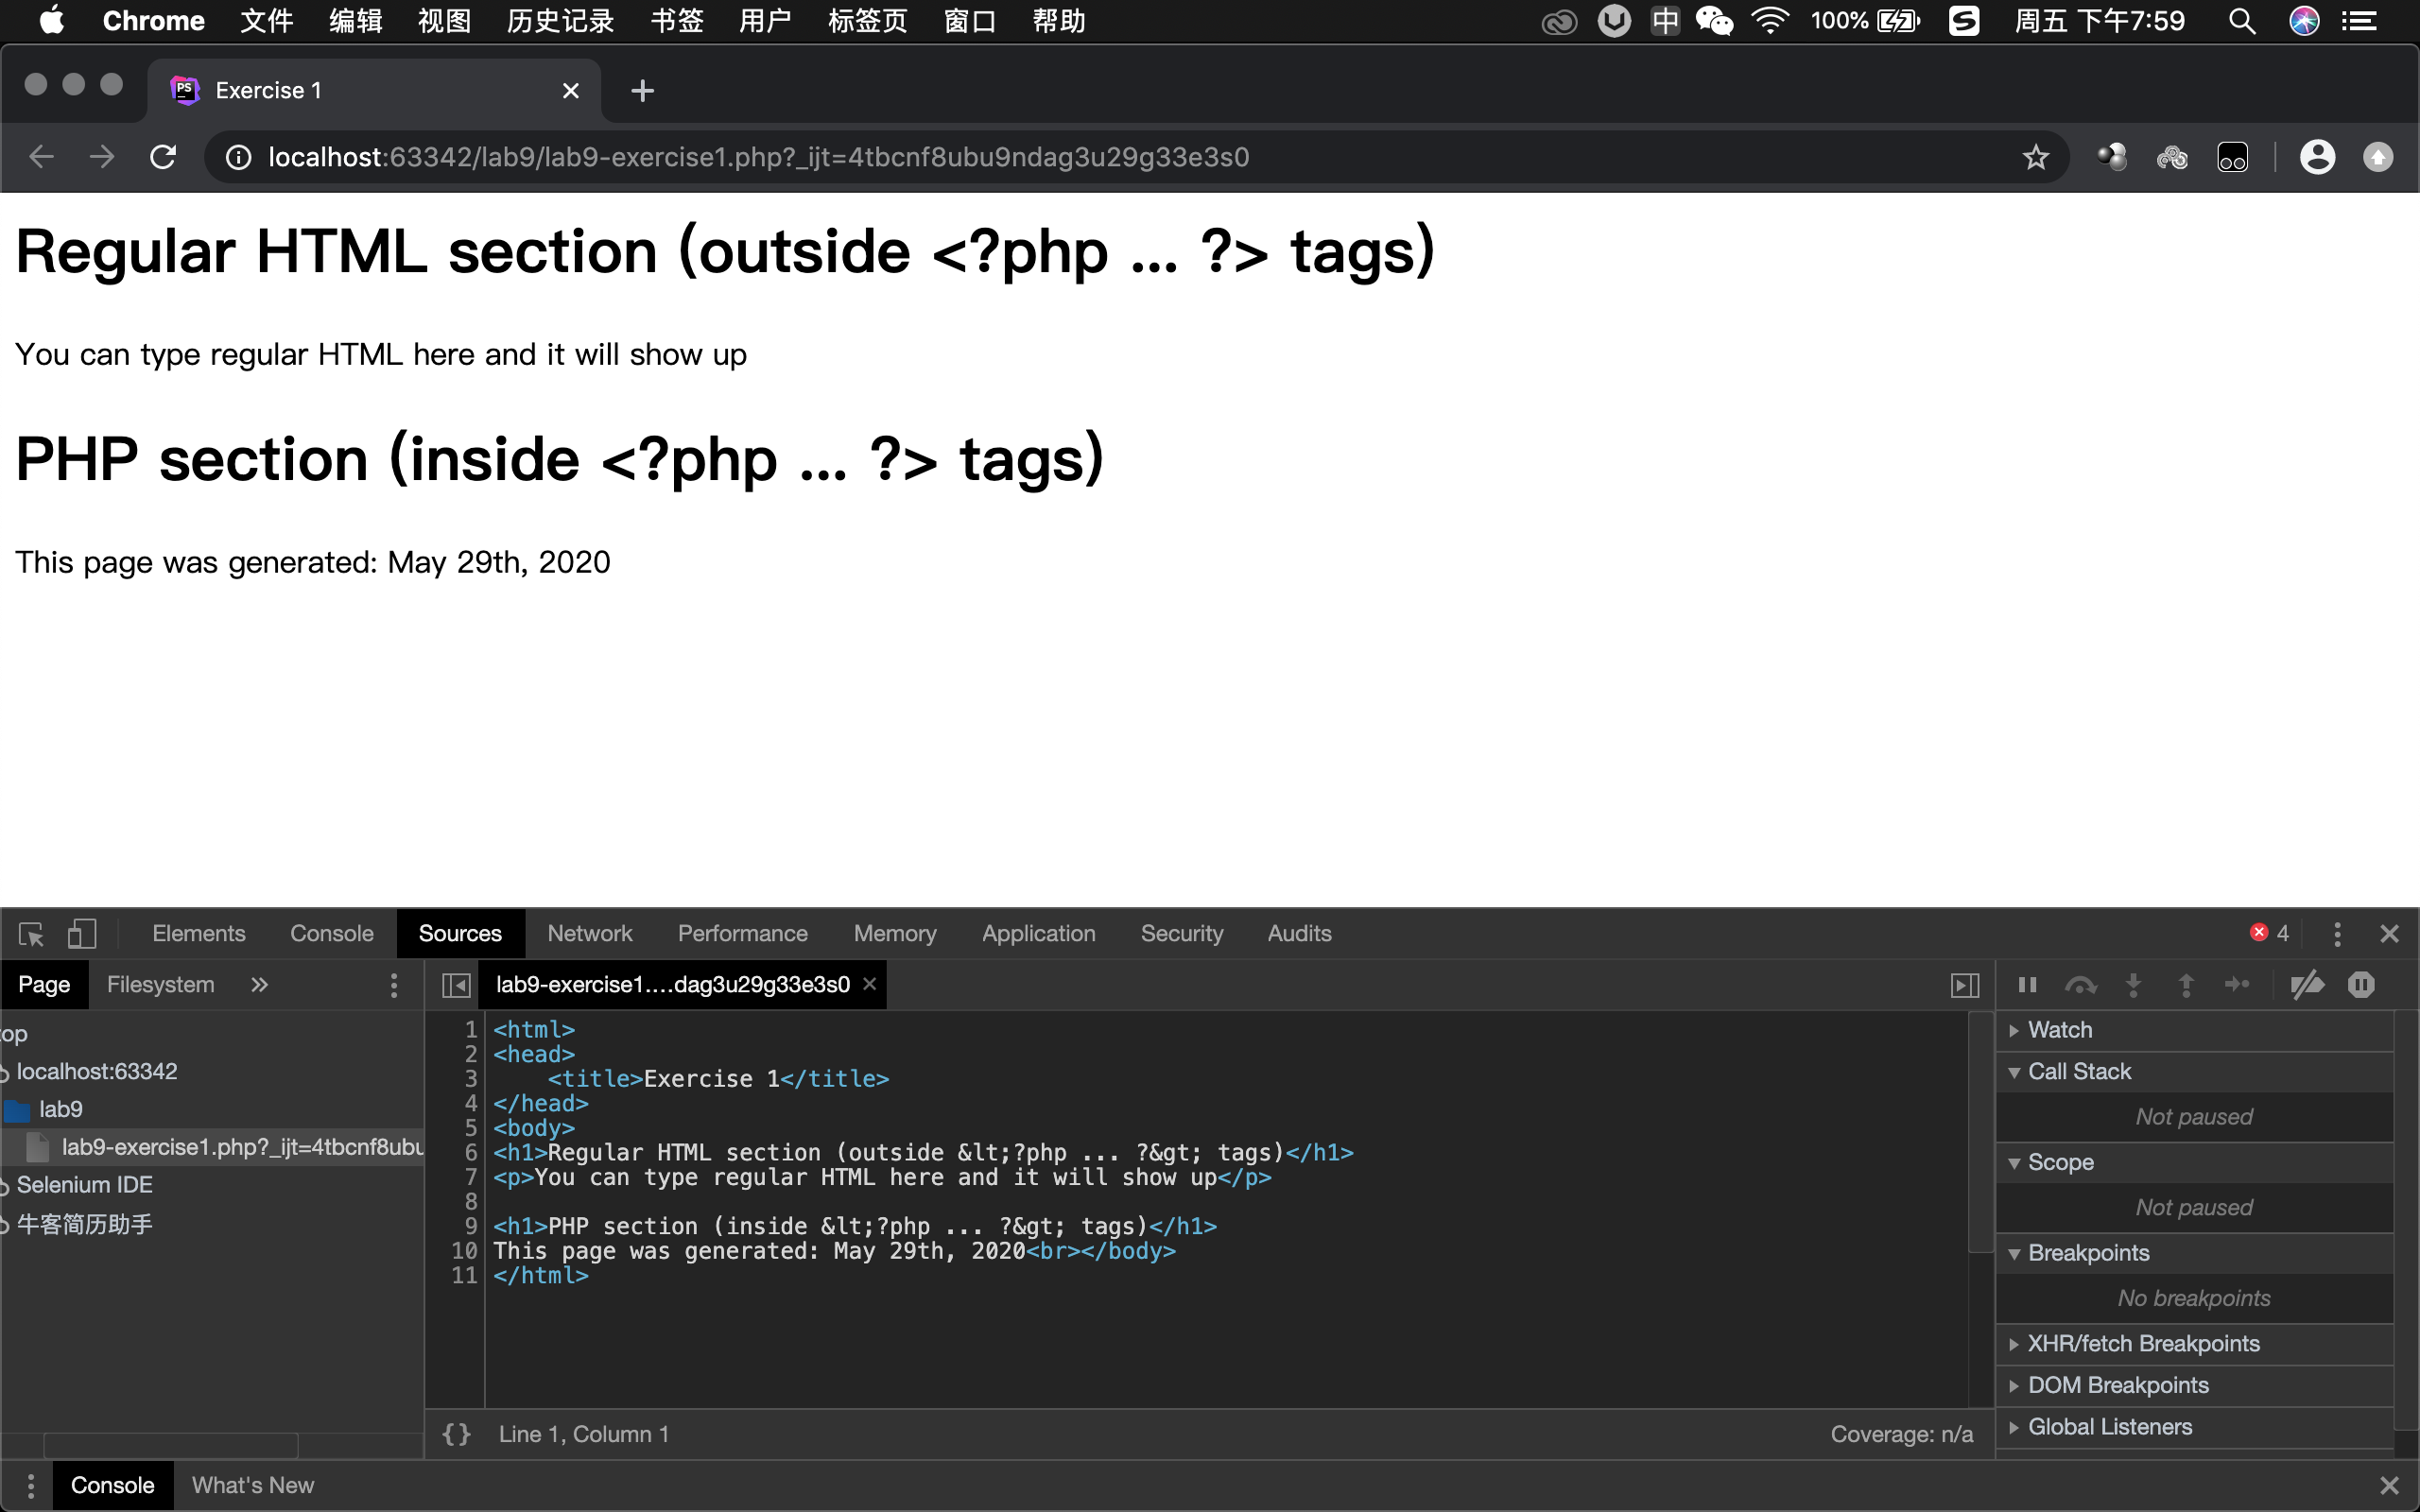 Chrome 文件 编辑 视图 历史记录 书签 用户 标签页 窗口 帮助 中 100% 周五 下午7:59
PS Exercise 1
localhost:63342/lab9/lab9-exercise1.php?_ijt=4tbcnf8ubu9ndag3u29g33e3s0
Regular HTML section (outside <?php ... ?> tags)
You can type regular HTML here and it will show up
PHP section (inside <?php ... ?> tags)
This page was generated: May 29th, 2020
Elements Console Sources Network Performance Memory Application Security Audits 4
Page Filesystem
lab9-exercise1....dag3u29g33e3s0
op
localhost:63342
lab9
lab9-exercise1.php?_ijt=4tbcnf8ubu
Selenium IDE
牛客简历助手
1 <html>
2 <head>
3     <title>Exercise 1</title>
4 </head>
5 <body>
6 <h1>Regular HTML section (outside &lt;?php ... ?&gt; tags)</h1>
7 <p>You can type regular HTML here and it will show up</p>
8
9 <h1>PHP section (inside &lt;?php ... ?&gt; tags)</h1>
10 This page was generated: May 29th, 2020<br></body>
11 </html>
{} Line 1, Column 1 Coverage: n/a
Watch
Call Stack
Not paused
Scope
Not paused
Breakpoints
No breakpoints
XHR/fetch Breakpoints
DOM Breakpoints
Global Listeners
Console What's New